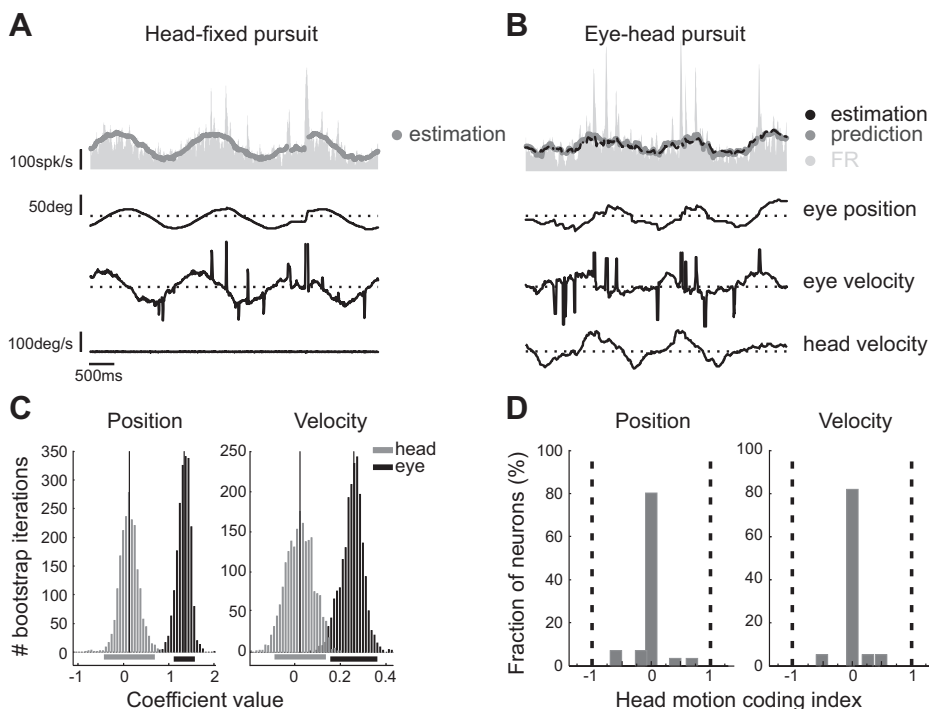 A
Head-fixed pursuit
estimation
100spk/s
50deg
100deg/s
500ms
B
Eye-head pursuit
estimation
prediction
FR
eye position
eye velocity
head velocity
C
Position
Velocity
head
eye
# bootstrap iterations
350
300
250
200
150
100
50
0
-1 0 1 2
250
200
150
100
50
0
-0.2 0 0.2 0.4
Coefficient value
D
Position
Velocity
Fraction of neurons (%)
100
80
60
40
20
0
-1 0 1
100
80
60
40
20
0
-1 0 1
Head motion coding index